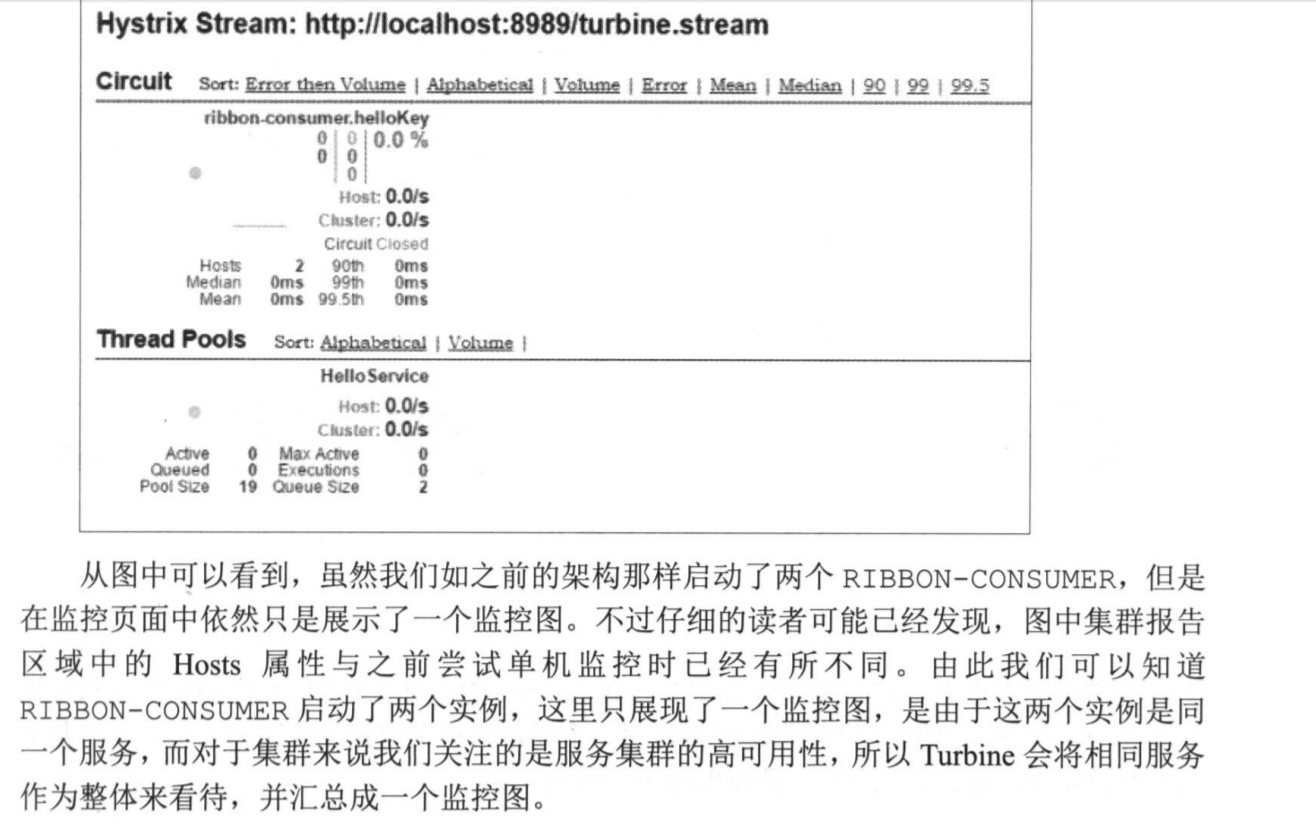 Hystrix Stream: http://localhost:8989/turbine.stream
Circuit Sort: Error then Volume | Alphabetical | Volume | Error | Mean | Median | 90 | 99 | 99.5
ribbon-consumer.helloKey
0 | 0 | 0.0 %
0 | 0
0
Host: 0.0/s
Cluster: 0.0/s
Circuit Closed
Hosts 2 90th 0ms
Median 0ms 99th 0ms
Mean 0ms 99.5th 0ms
Thread Pools Sort: Alphabetical | Volume |
HelloService
Host: 0.0/s
Cluster: 0.0/s
Active 0 Max Active 0
Queued 0 Executions 0
Pool Size 19 Queue Size 2
从图中可以看到，虽然我们如之前的架构那样启动了两个 RIBBON-CONSUMER，但是
在监控页面中依然只是展示了一个监控图。不过仔细的读者可能已经发现，图中集群报告
区域中的 Hosts 属性与之前尝试单机监控时已经有所不同。由此我们可以知道
RIBBON-CONSUMER 启动了两个实例，这里只展现了一个监控图，是由于这两个实例是同
一个服务，而对于集群来说我们关注的是服务集群的高可用性，所以 Turbine 会将相同服务
作为整体来看待，并汇总成一个监控图。